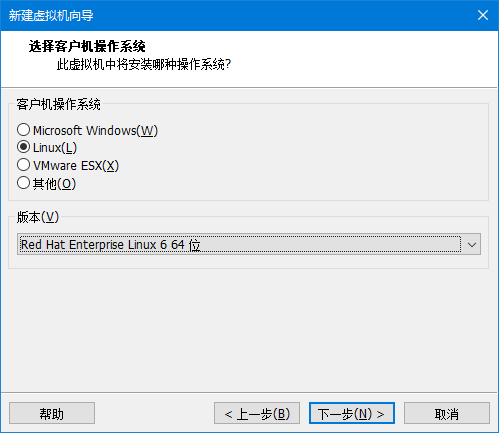 新建虚拟机向导
选择客户机操作系统
此虚拟机中将安装哪种操作系统?
客户机操作系统
Microsoft Windows(W)
Linux(L)
VMware ESX(X)
其他(O)
版本(V)
Red Hat Enterprise Linux 6 64 位
帮助
< 上一步(B)
下一步(N) >
取消